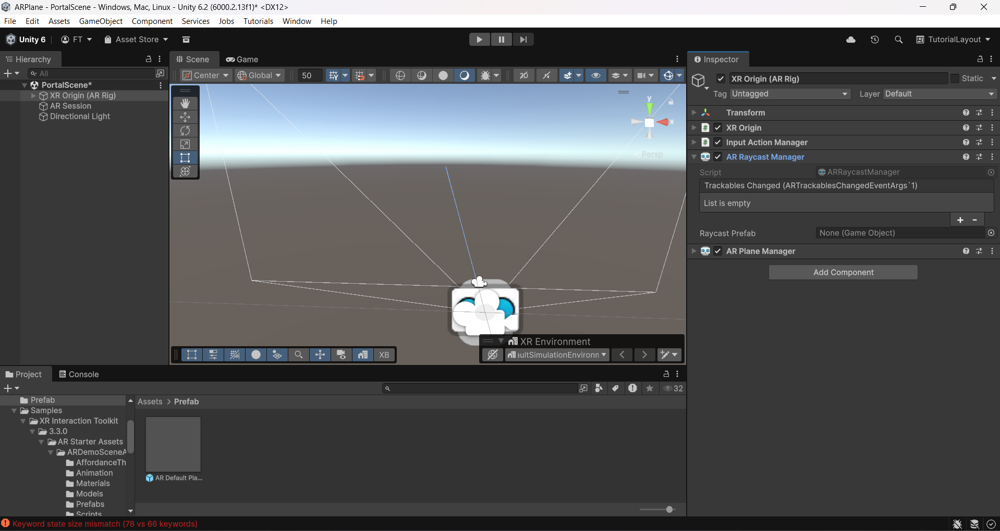 ARPlane - PortalScene - Windows, Mac, Linux - Unity 6.2 (6000.2.13f1)* <DX12>
File Edit Assets GameObject Component Services Jobs Tutorials Window Help
Unity 6 FT Asset Store TutorialLayout
Hierarchy
All
PortalScene*
XR Origin (AR Rig)
AR Session
Directional Light
Scene Game
Center Global 50 2D
y
x
Persp
XR Environment
aultSimulationEnvironn
XB
Inspector
XR Origin (AR Rig) Static
Tag Untagged Layer Default
Transform
XR Origin
Input Action Manager
AR Raycast Manager
Script ARRaycastManager
Trackables Changed (ARTrackablesChangedEventArgs`1)
List is empty
+ -
Raycast Prefab None (Game Object)
AR Plane Manager
Add Component
Project Console
32
Prefab
Samples
XR Interaction Toolkit
3.3.0
AR Starter Assets
ARDemoSceneA
AffordanceTh
Animation
Materials
Models
Prefabs
Scripts
Assets > Prefab
AR Default Pla...
Keyword state size mismatch (78 vs 66 keywords)